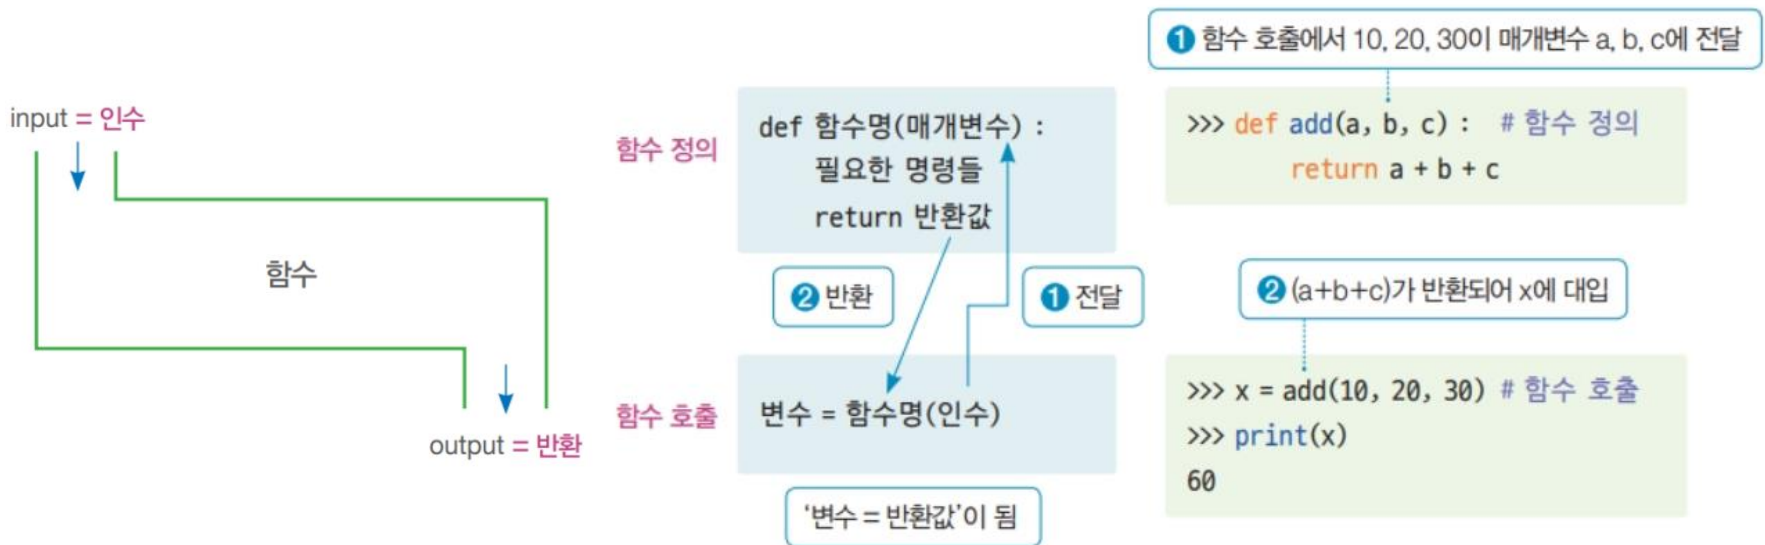 input = 인수
함수
output = 반환
함수 정의
def 함수명(매개변수) :
필요한 명령들
return 반환값
❷ 반환
❶ 전달
함수 호출
변수 = 함수명(인수)
‘변수 = 반환값’이 됨
❶ 함수 호출에서 10, 20, 30이 매개변수 a, b, c에 전달
>>> def add(a, b, c) : # 함수 정의
return a + b + c
❷ (a+b+c)가 반환되어 x에 대입
>>> x = add(10, 20, 30) # 함수 호출
>>> print(x)
60